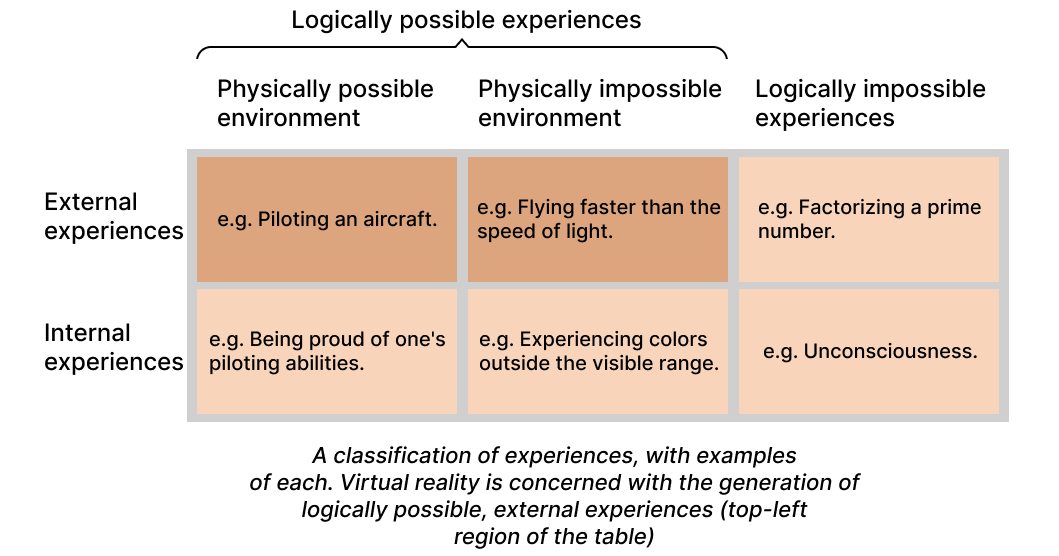 Logically possible experiences
Physically possible
environment
Physically impossible
environment
Logically impossible
experiences
External
experiences
e.g. Piloting an aircraft.
e.g. Flying faster than the
speed of light.
e.g. Factorizing a prime
number.
Internal
experiences
e.g. Being proud of one's
piloting abilities.
e.g. Experiencing colors
outside the visible range.
e.g. Unconsciousness.
A classification of experiences, with examples
of each. Virtual reality is concerned with the generation of
logically possible, external experiences (top-left
region of the table)